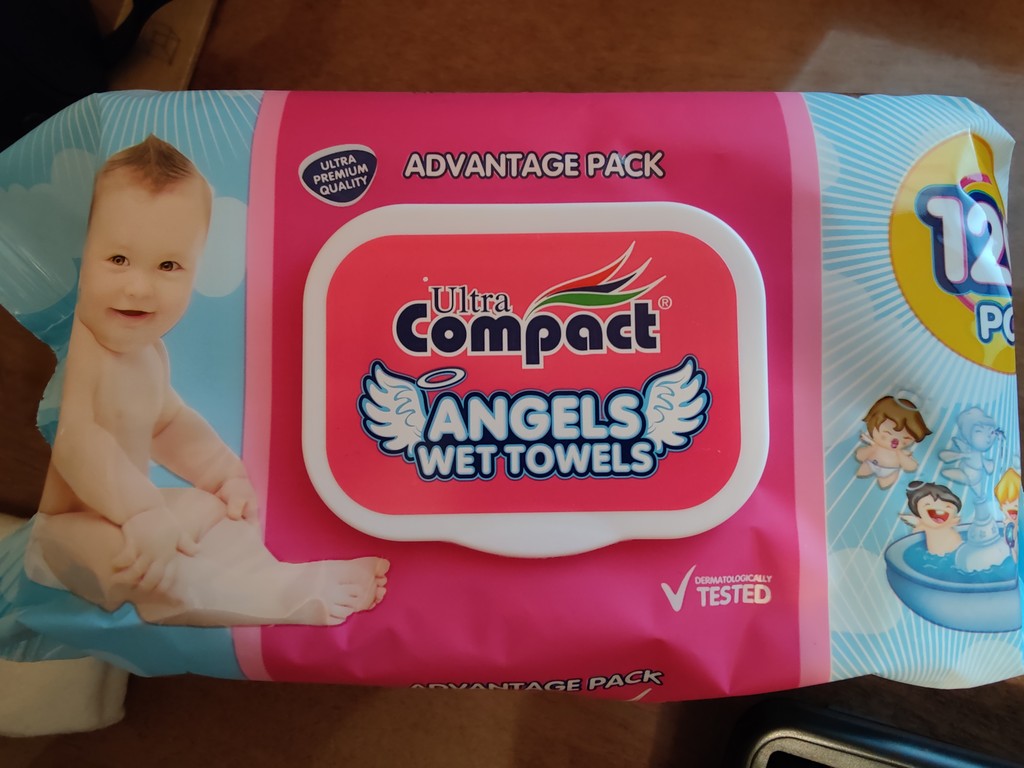 ULTRA
PREMIUM
QUALITY
ADVANTAGE PACK
Ultra
Compact®
ANGELS
WET TOWELS
DERMATOLOGICALLY
TESTED
ADVANTAGE PACK